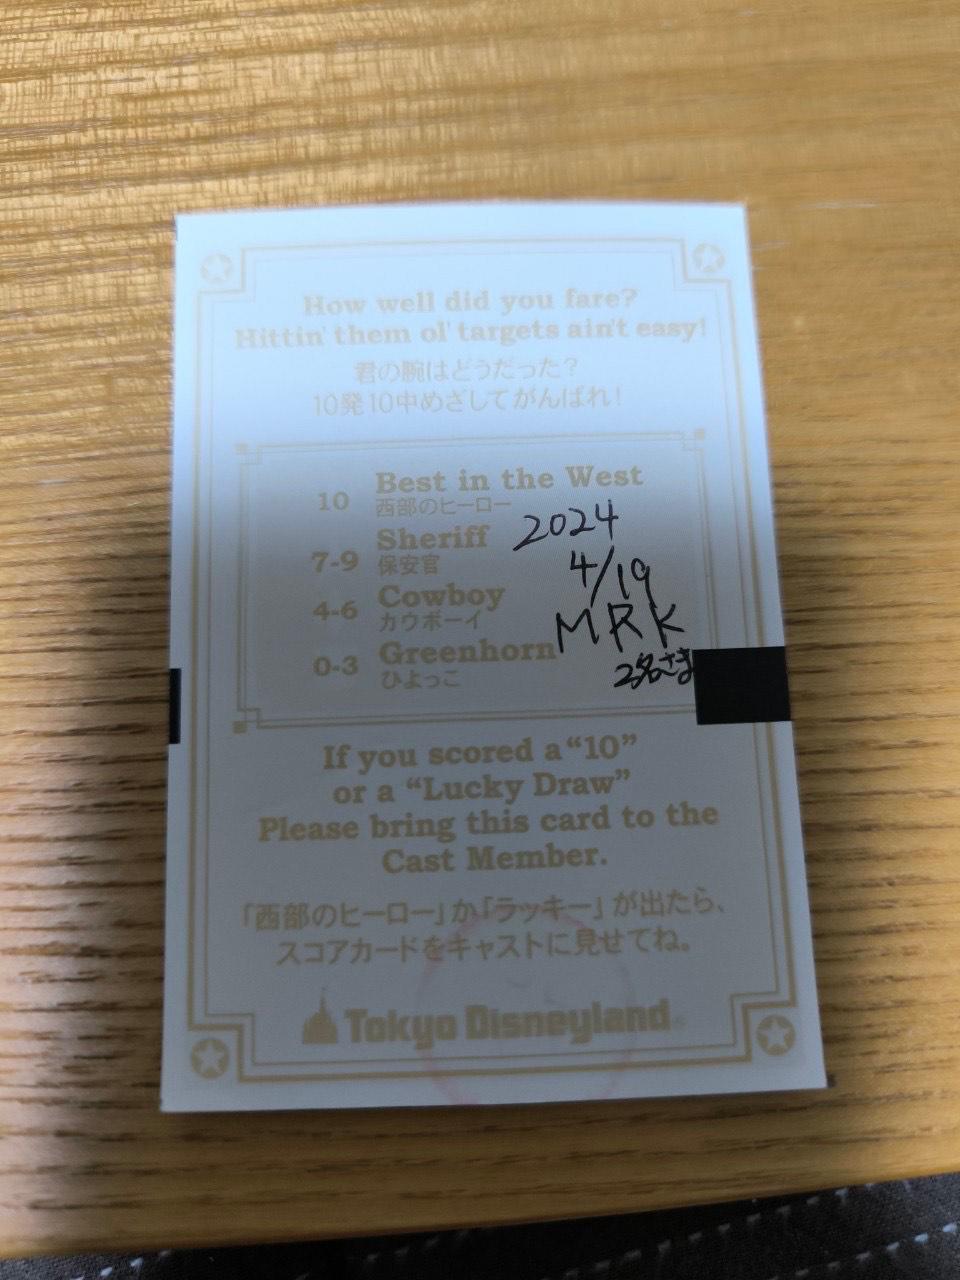 How well did you fare?
Hittin' them ol' targets ain't easy!
君の腕はどうだった?
10発10中めざしてがんばれ!
10 Best in the West
西部のヒーロー
7-9 Sheriff
保安官
4-6 Cowboy
カウボーイ
0-3 Greenhorn
ひよっこ
2024
4/19
MRK
2名さま
If you scored a "10"
or a "Lucky Draw"
Please bring this card to the
Cast Member.
「西部のヒーロー」か「ラッキー」が出たら、
スコアカードをキャストに見せてね。
Tokyo Disneyland